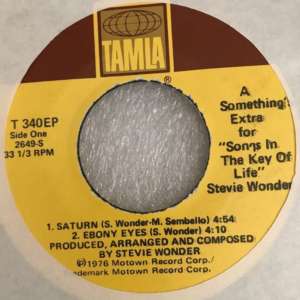 TAMLA
®
T 340EP
Side One
2649-S
33 1/3 RPM
A
Something's
Extra
for
"Songs In
The Key Of
Life"
Stevie Wonder
1. SATURN (S. Wonder-M. Sembello) 4:54
2. EBONY EYES (S. Wonder) 4:10
PRODUCED, ARRANGED AND COMPOSED
BY STEVIE WONDER
©1976 Motown Record Corp.
demark Motown Record Corp.